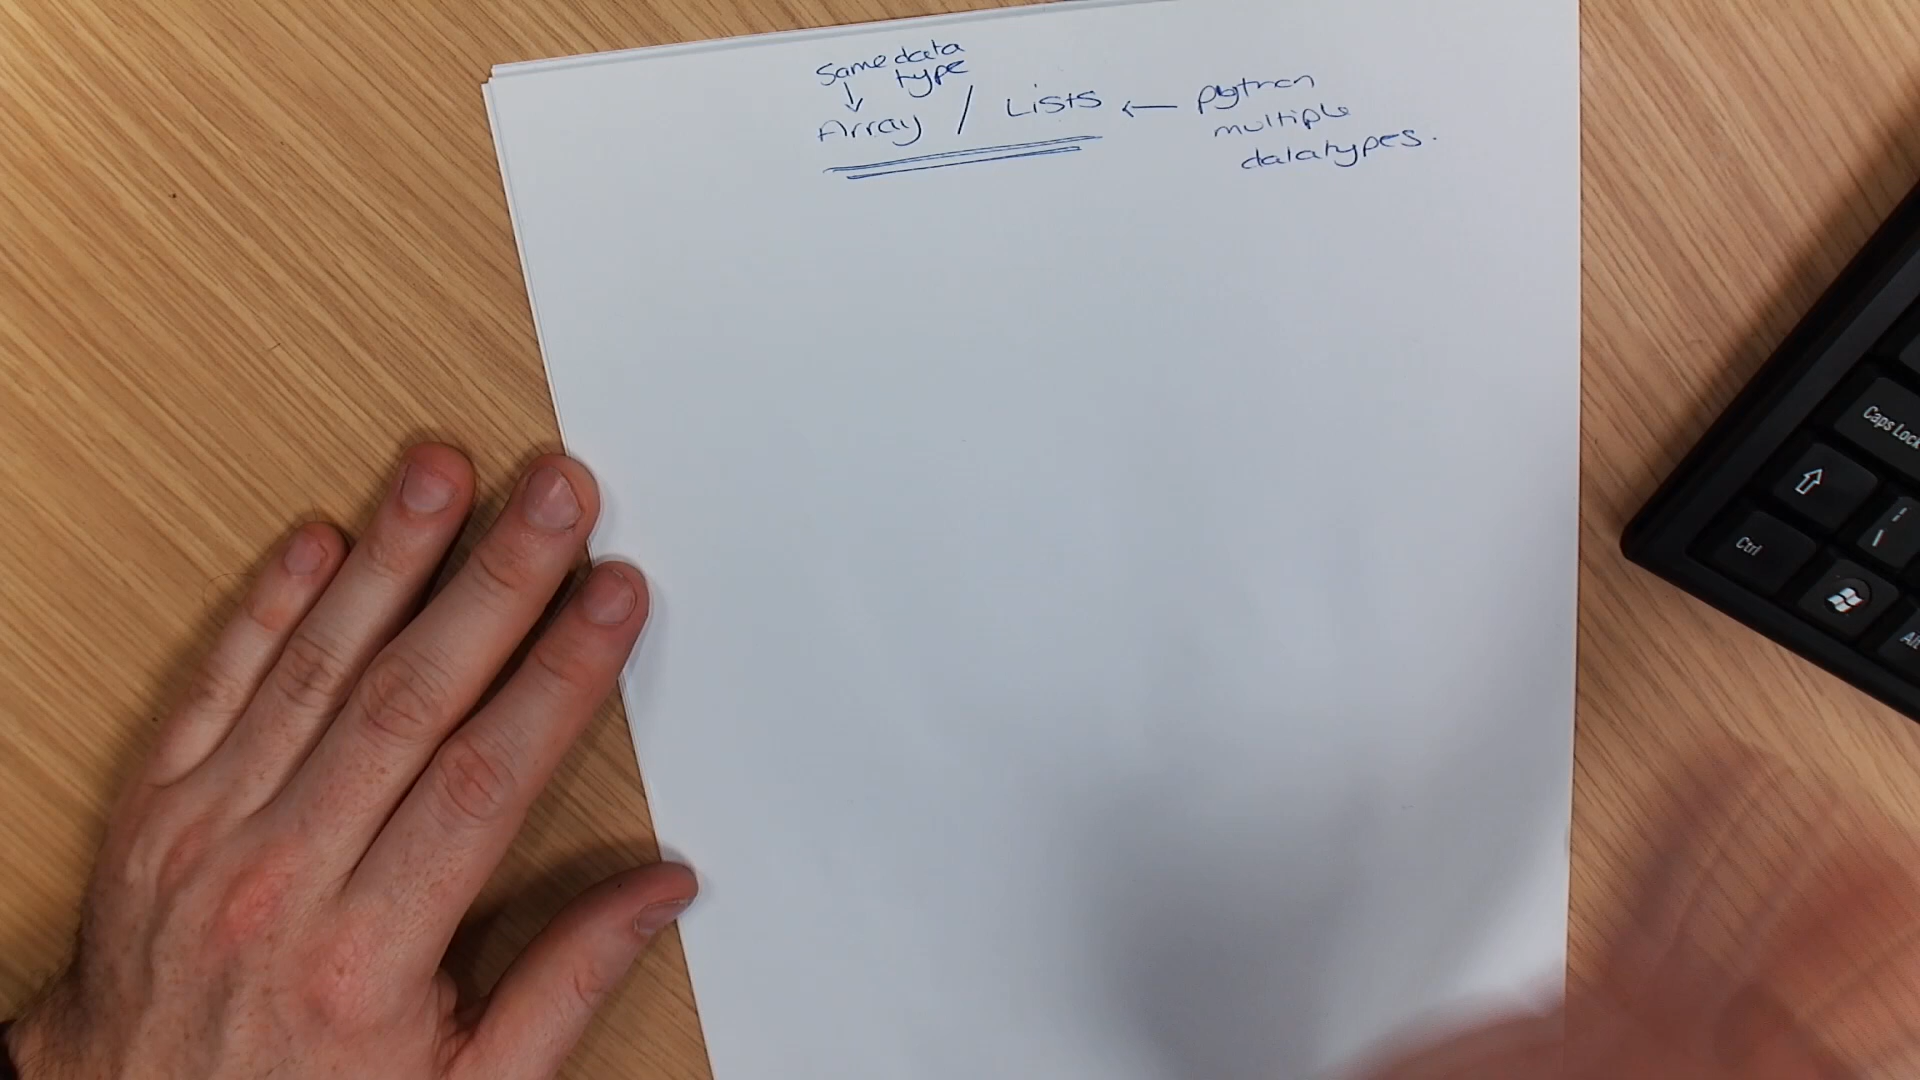 Same data
type
↓
Array / Lists ← python
multiple
datatypes.
Caps Lock
Ctrl
Alt